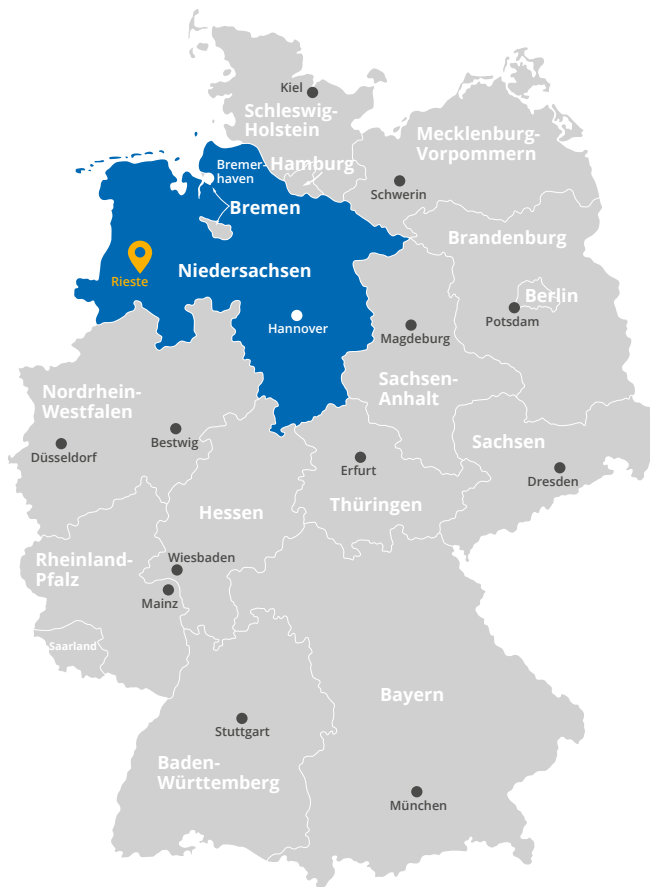 Kiel
Schleswig-
Holstein
Mecklenburg-
Vorpommern
Hamburg
Bremer-
haven
Schwerin
Bremen
Brandenburg
Niedersachsen
Rieste
Berlin
Potsdam
Hannover
Magdeburg
Sachsen-
Anhalt
Nordrhein-
Westfalen
Bestwig
Düsseldorf
Sachsen
Erfurt
Dresden
Thüringen
Hessen
Rheinland-
Pfalz
Wiesbaden
Mainz
Saarland
Bayern
Stuttgart
Baden-
Württemberg
München